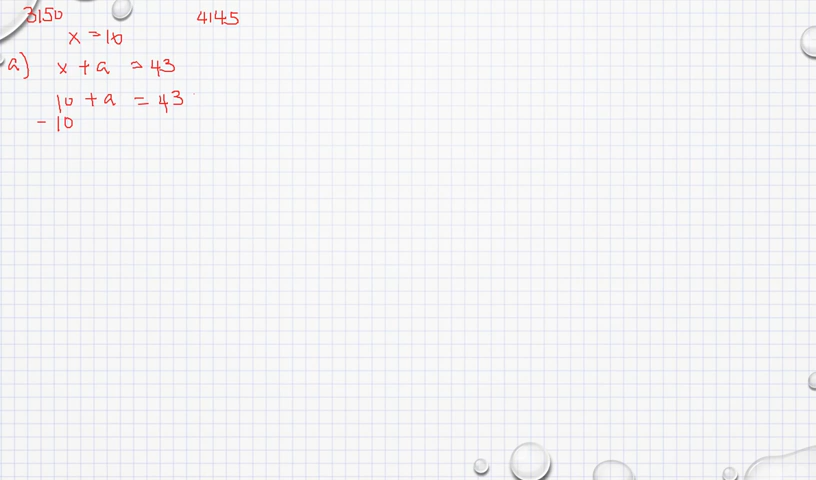 3150 4145
x = 10
a) x + a = 43
10 + a = 43
- 10